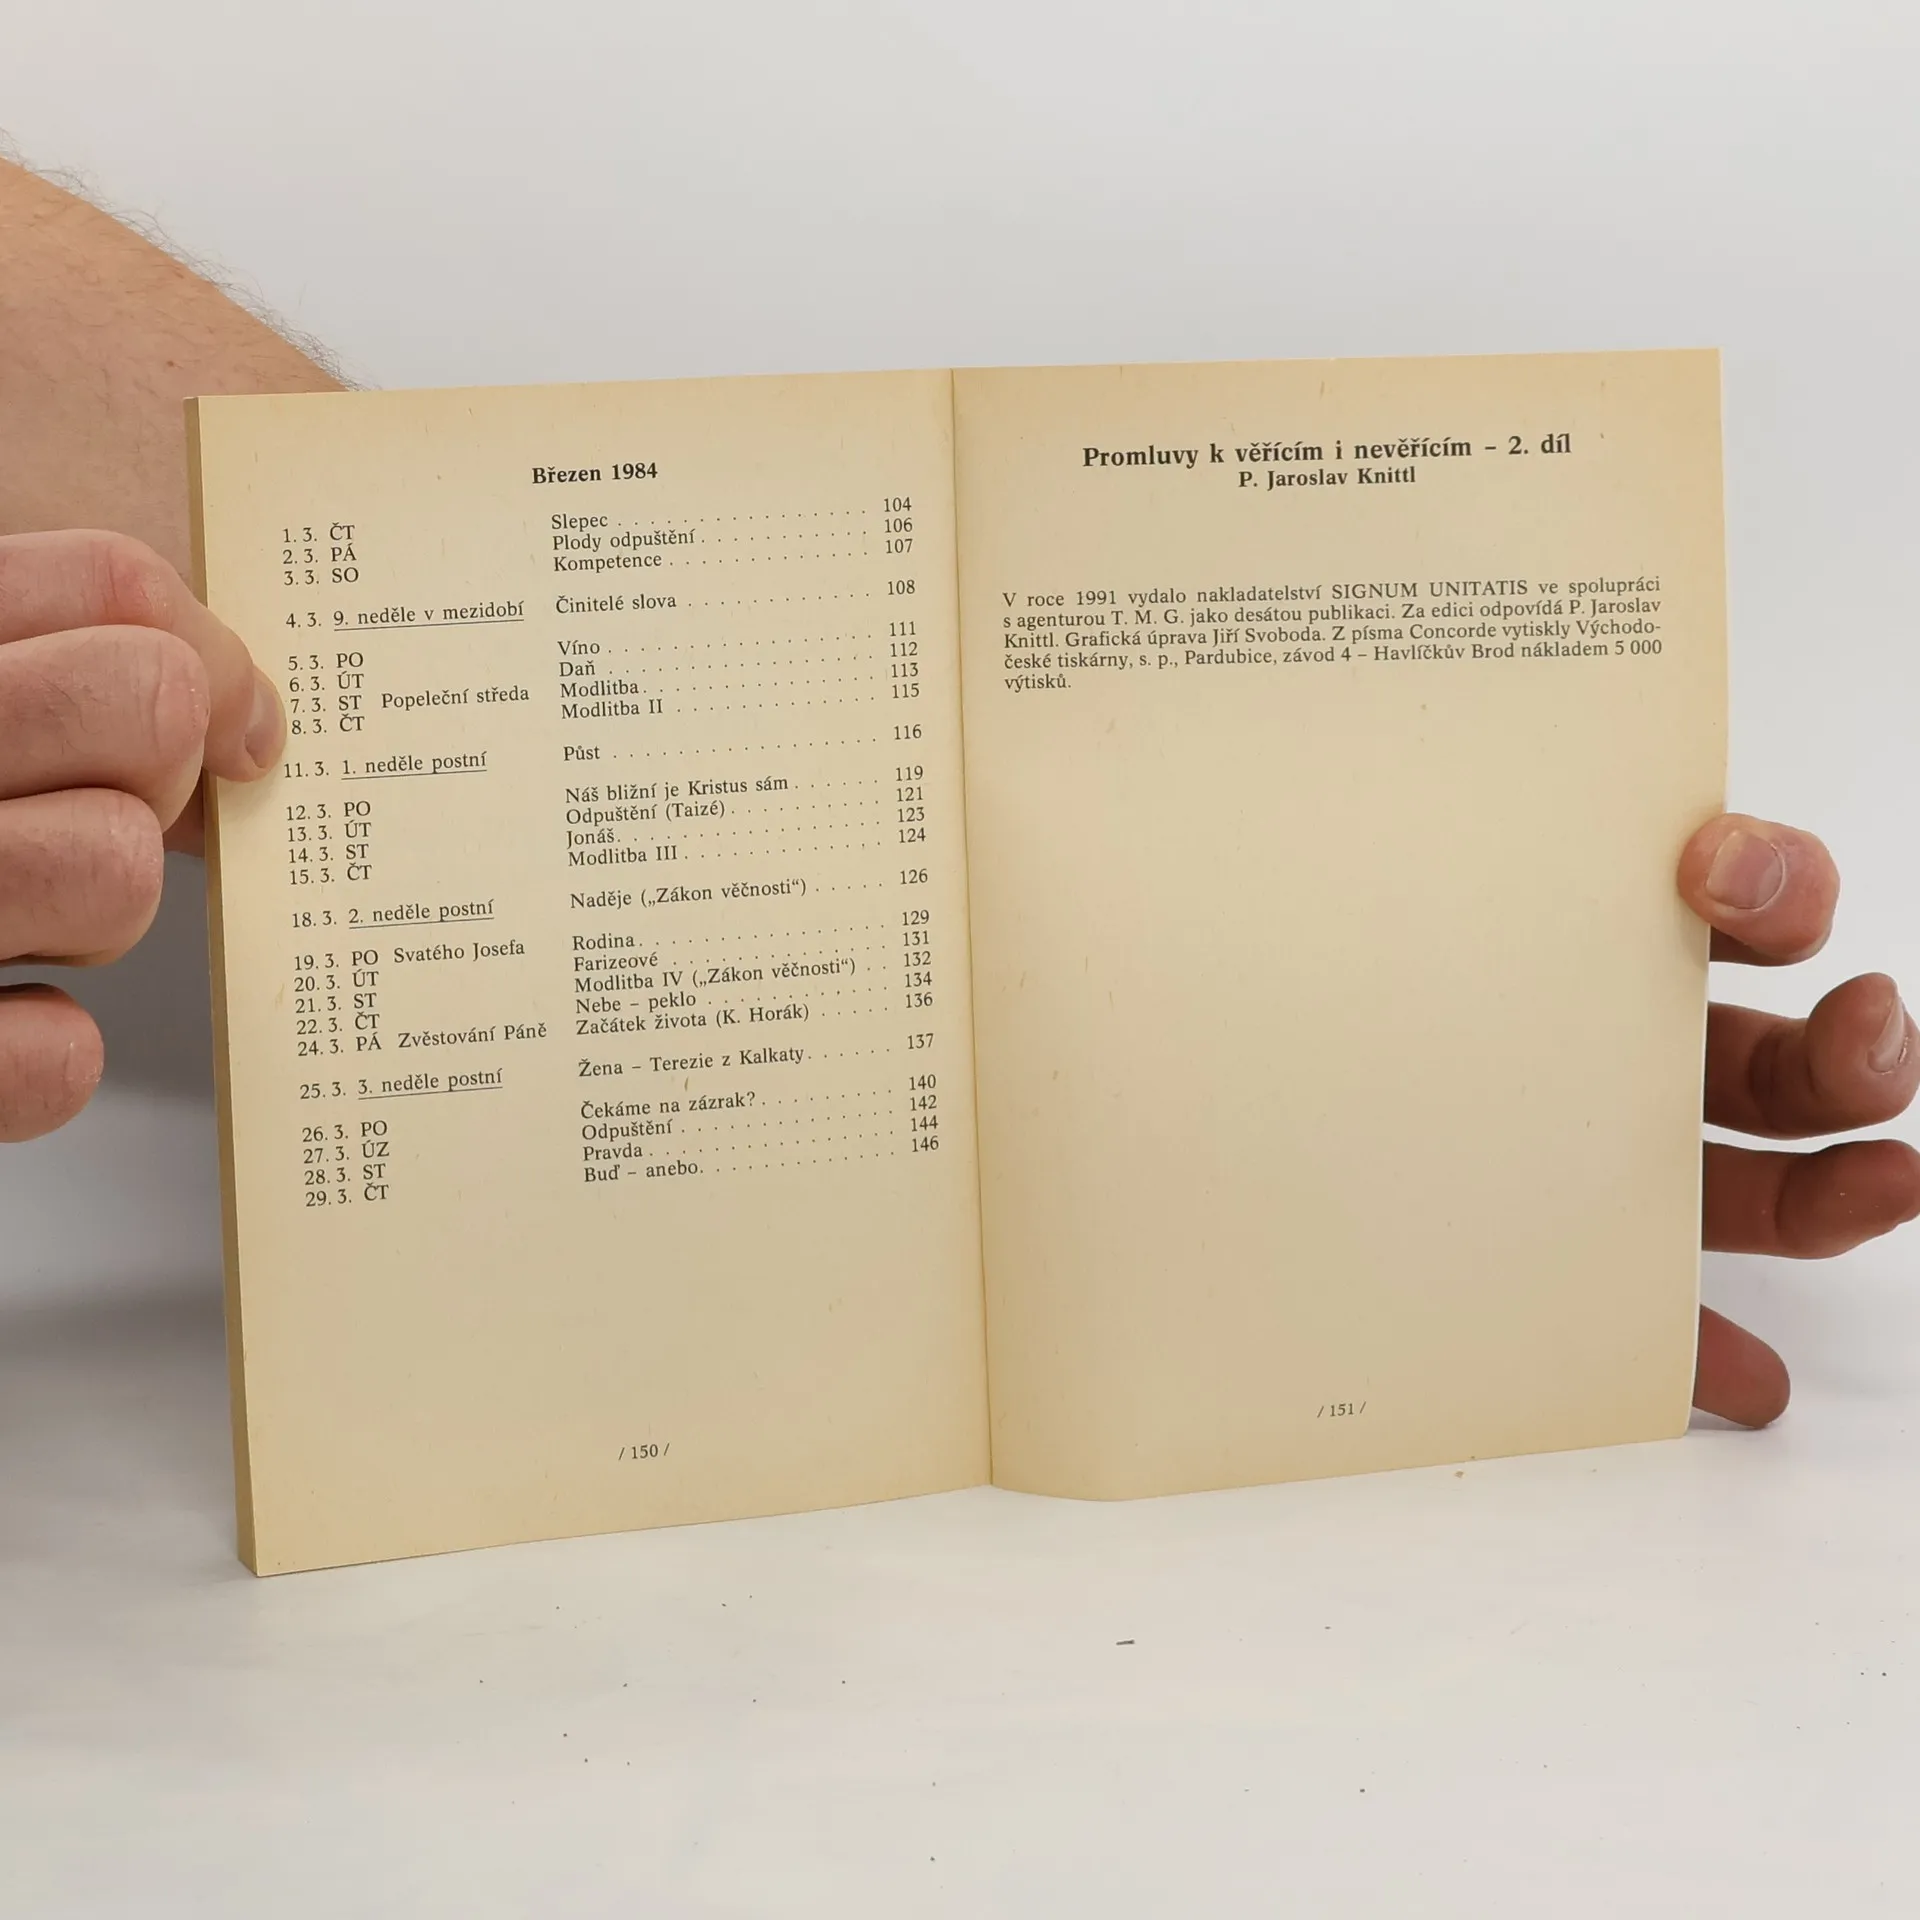 Březen 1984
1. 3. ČT Slepec . . . . . . . . . . . . . . . . 104
2. 3. PÁ Plody odpuštění . . . . . . . . . . . 106
3. 3. SO Kompetence . . . . . . . . . . . . . 107
4. 3. 9. neděle v mezidobí Činitelé slova . . . . . . . . . . . . 108
5. 3. PO Víno . . . . . . . . . . . . . . . . . 111
6. 3. ÚT Daň . . . . . . . . . . . . . . . . . 112
7. 3. ST Popeleční středa Modlitba . . . . . . . . . . . . . . . 113
8. 3. ČT Modlitba II . . . . . . . . . . . . . 115
11. 3. 1. neděle postní Půst . . . . . . . . . . . . . . . . . 116
12. 3. PO Náš bližní je Kristus sám . . . . . . 119
13. 3. ÚT Odpuštění (Taizé) . . . . . . . . . . 121
14. 3. ST Jonáš. . . . . . . . . . . . . . . . . 123
15. 3. ČT Modlitba III . . . . . . . . . . . . . 124
18. 3. 2. neděle postní Naděje („Zákon věčnosti“) . . . . . 126
19. 3. PO Svatého Josefa Rodina . . . . . . . . . . . . . . . . 129
20. 3. ÚT Farizeové . . . . . . . . . . . . . . 131
21. 3. ST Modlitba IV („Zákon věčnosti“) . . 132
22. 3. ČT Nebe – peklo . . . . . . . . . . . . 134
24. 3. PÁ Zvěstování Páně Začátek života (K. Horák) . . . . . 136
25. 3. 3. neděle postní Žena – Terezie z Kalkaty . . . . . . 137
26. 3. PO Čekáme na zázrak? . . . . . . . . . 140
27. 3. ÚZ Odpuštění . . . . . . . . . . . . . . 142
28. 3. ST Pravda . . . . . . . . . . . . . . . . 144
29. 3. ČT Buď – anebo. . . . . . . . . . . . . 146
/ 150 /
Promluvy k věřícím i nevěřícím – 2. díl
P. Jaroslav Knittl
V roce 1991 vydalo nakladatelství SIGNUM UNITATIS ve spolupráci
s agenturou T. M. G. jako desátou publikaci. Za edici odpovídá P. Jaroslav
Knittl. Grafická úprava Jiří Svoboda. Z písma Concorde vytiskly Východo-
české tiskárny, s. p., Pardubice, závod 4 – Havlíčkův Brod nákladem 5 000
výtisků.
/ 151 /